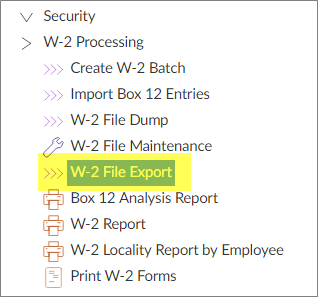 Security
W-2 Processing
Create W-2 Batch
Import Box 12 Entries
W-2 File Dump
W-2 File Maintenance
W-2 File Export
Box 12 Analysis Report
W-2 Report
W-2 Locality Report by Employee
Print W-2 Forms